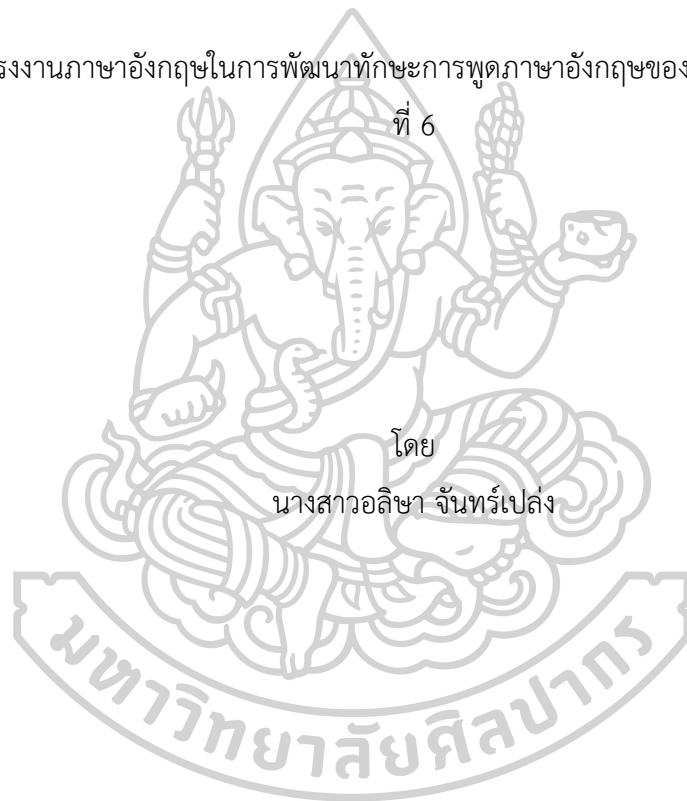 รงงานภาษาอังกฤษในการพัฒนาทักษะการพูดภาษาอังกฤษของ
ที่ 6
โดย
นางสาวอลิษา จันทร์เปล่ง
มหาวิทยาลัยศิลปากร